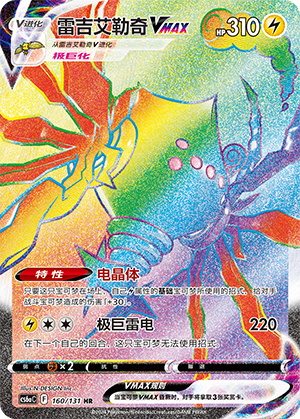 V进化
雷吉艾勒奇VMAX
HP310
从雷吉艾勒奇V进化
极巨化
特性 电晶体
只要这只宝可梦在场上,自己⚡属性的基础宝可梦所使用的招式,给对手
战斗宝可梦造成的伤害「+30」。
极巨雷电 220
在下一个自己的回合,这只宝可梦无法使用招式。
弱点 ×2 抵抗力 撤退
VMAX规则
当宝可梦VMAX昏厥时,对手将拿取3张奖赏卡。
Illus. N-DESIGN Inc.
CS6aC F 160/131 HR